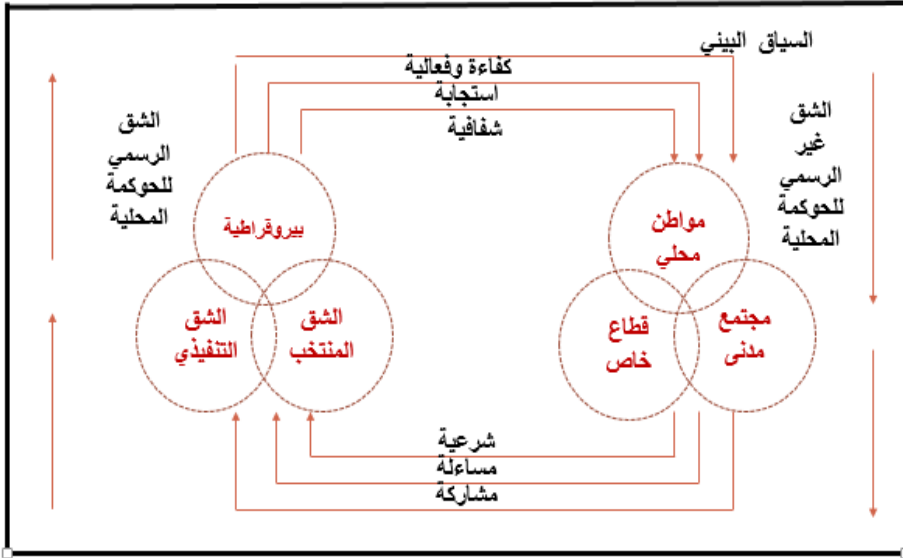 السياق البيني
كفاءة وفعالية
استجابة
شفافية
الشق
غير
الرسمي
للحوكمة
المحلية
الشق
الرسمي
للحوكمة
المحلية
مواطن
محلي
قطاع
خاص
مجتمع
مدنى
بيروقراطية
الشق
المنتخب
الشق
التنفيذي
شرعية
مساءلة
مشاركة